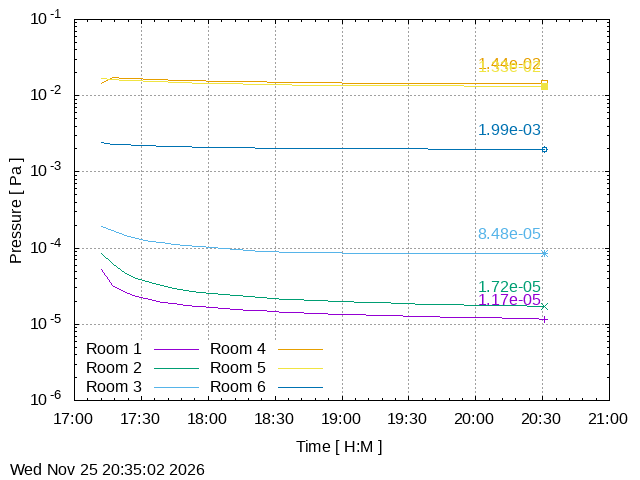 10^-1
10^-2
10^-3
10^-4
10^-5
10^-6
Pressure [ Pa ]
1.44e-02
1.33e-02
1.99e-03
8.48e-05
1.72e-05
1.17e-05
Room 1 Room 4
Room 2 Room 5
Room 3 Room 6
17:00 17:30 18:00 18:30 19:00 19:30 20:00 20:30 21:00
Time [ H:M ]
Wed Nov 25 20:35:02 2026